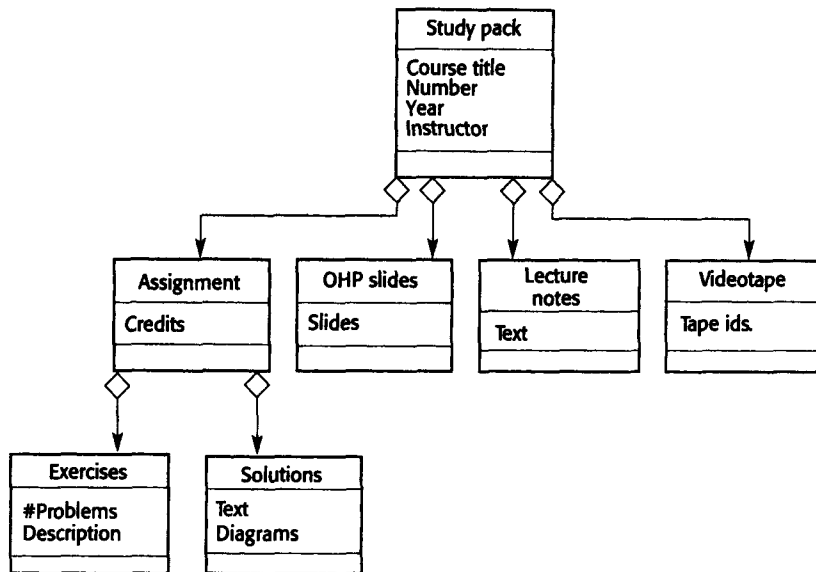 Study pack
Course title
Number
Year
Instructor
Assignment
Credits
OHP slides
Slides
Lecture
notes
Text
Videotape
Tape ids.
Exercises
#Problems
Description
Solutions
Text
Diagrams